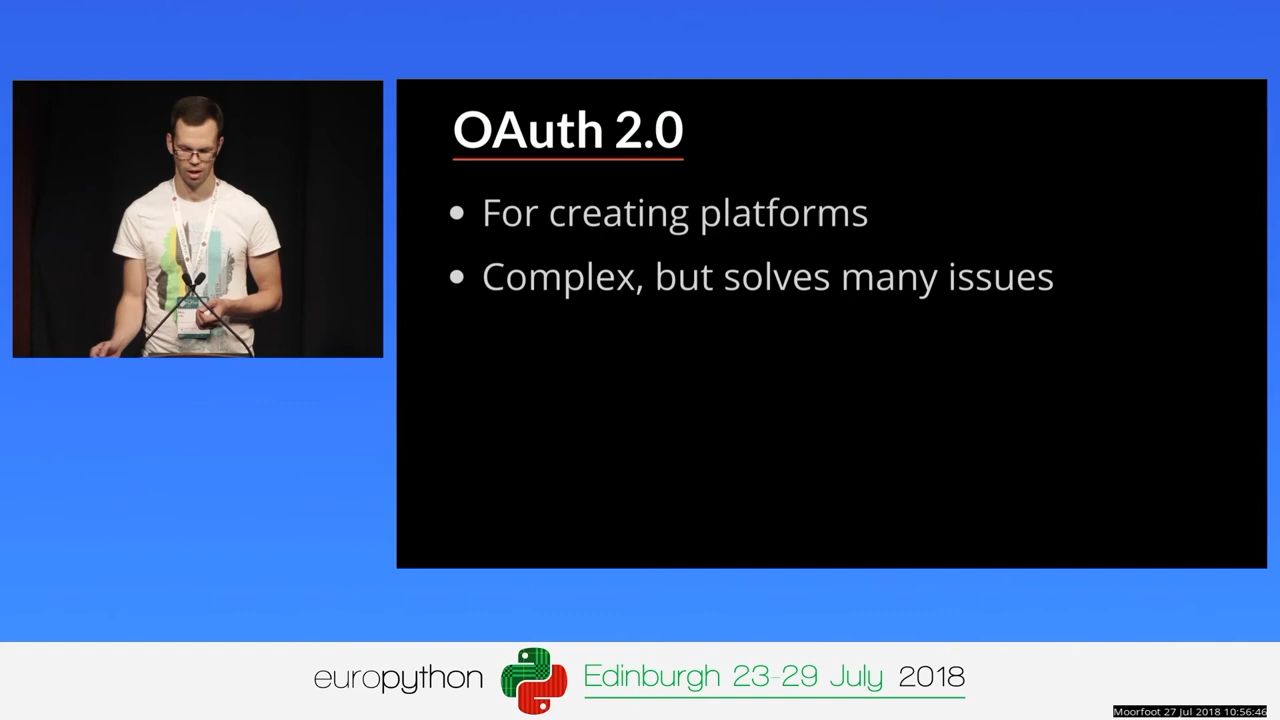 OAuth 2.0
• For creating platforms
• Complex, but solves many issues
europython Edinburgh 23-29 July 2018
Moorfoot 27 Jul 2018 10:56:46